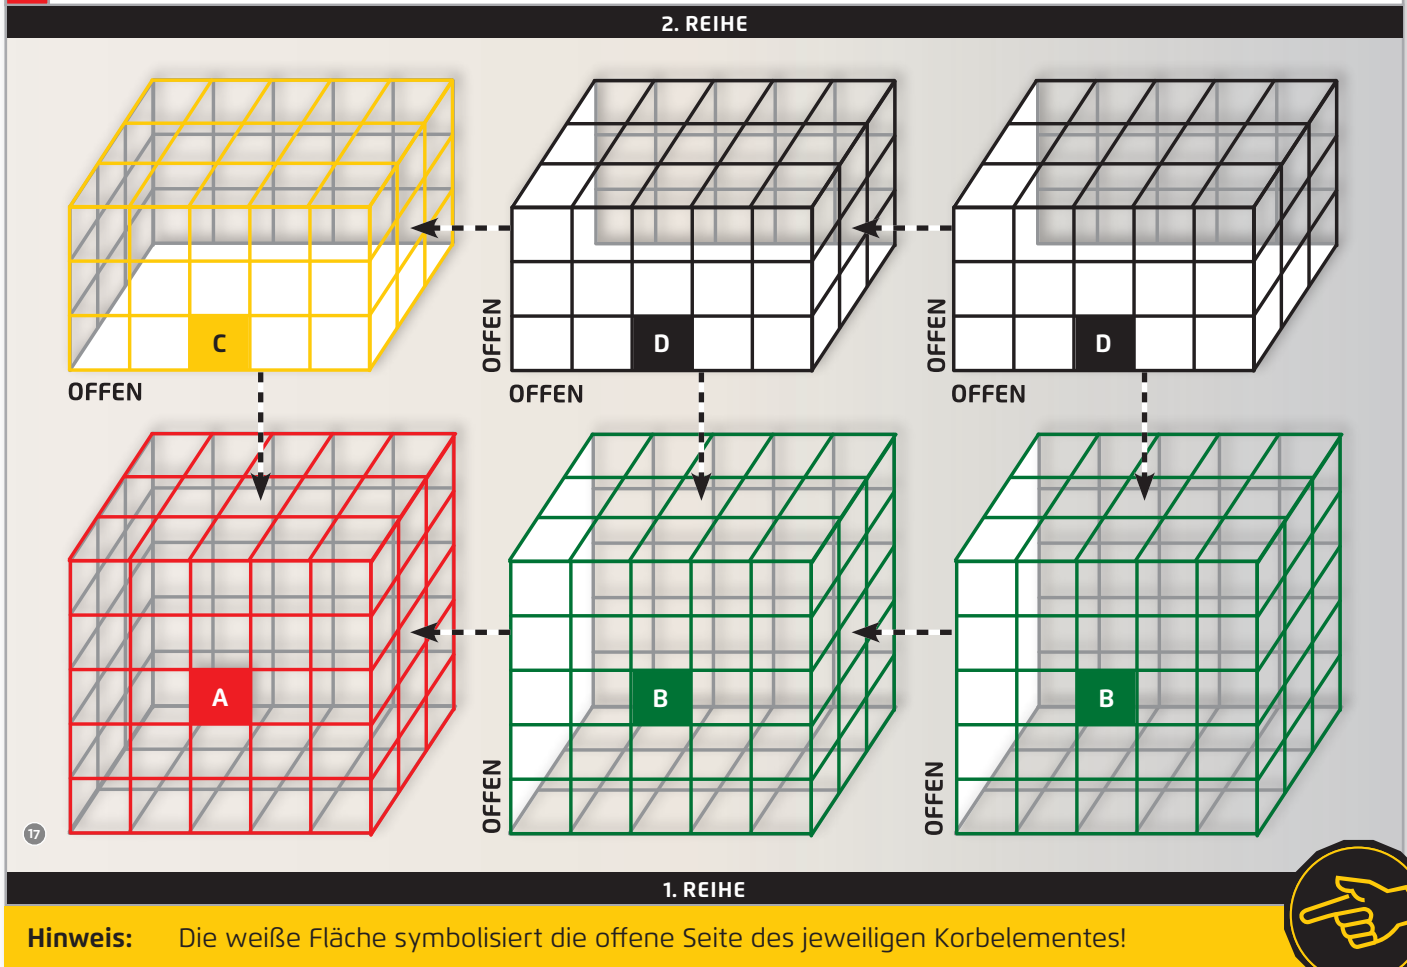 2. REIHE
C
OFFEN
OFFEN
D
OFFEN
OFFEN
D
OFFEN
A
OFFEN
B
OFFEN
B
17
1. REIHE
Hinweis: Die weiße Fläche symbolisiert die offene Seite des jeweiligen Korbelementes!